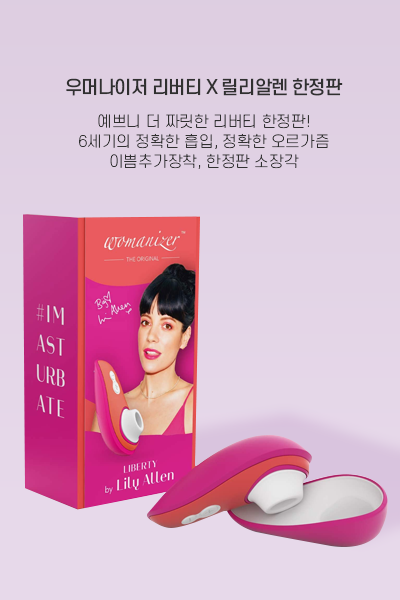 우머나이저 리버티 X 릴리알렌 한정판
예쁘니 더 짜릿한 리버티 한정판!
6세기의 정확한 흡입, 정확한 오르가즘
이쁨추가장착, 한정판 소장각
womanizer™
THE ORIGINAL
#IM
AST
URB
ATE
LIBERTY
by Lily Allen